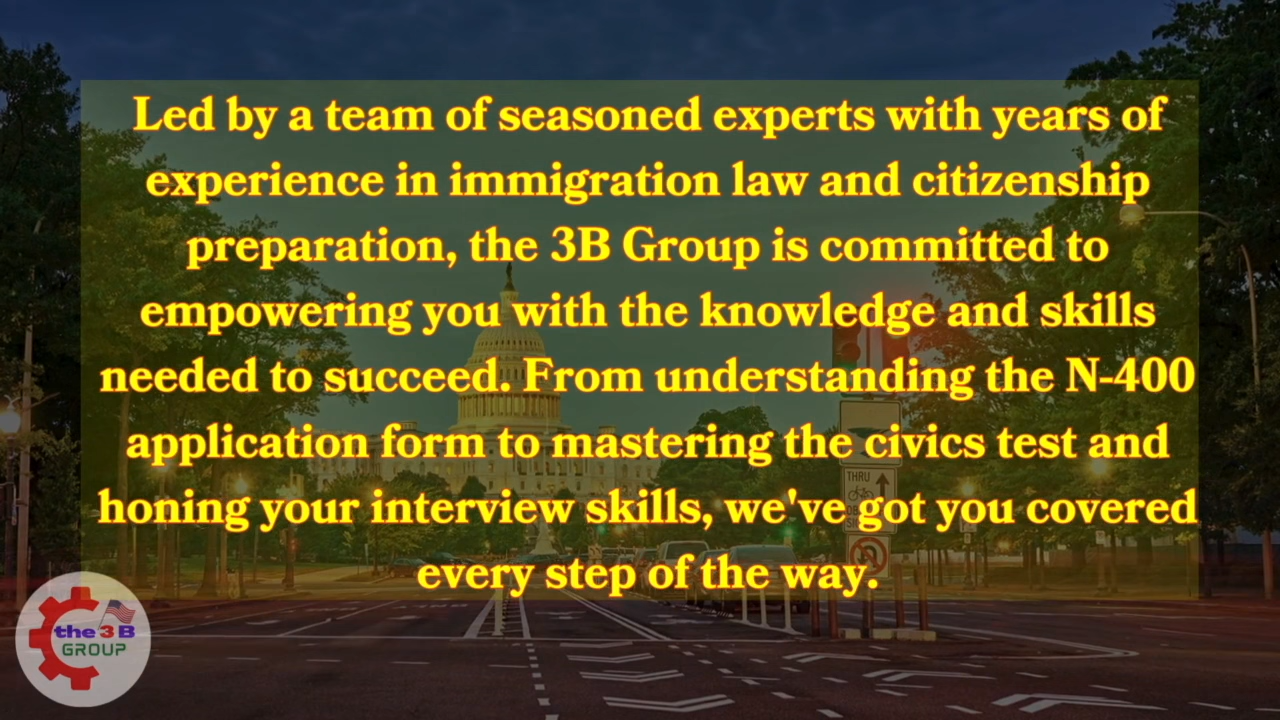 Led by a team of seasoned experts with years of
experience in immigration law and citizenship
preparation, the 3B Group is committed to
empowering you with the knowledge and skills
needed to succeed. From understanding the N-400
application form to mastering the civics test and
honing your interview skills, we've got you covered
every step of the way.
THRU
the 3 B
GROUP